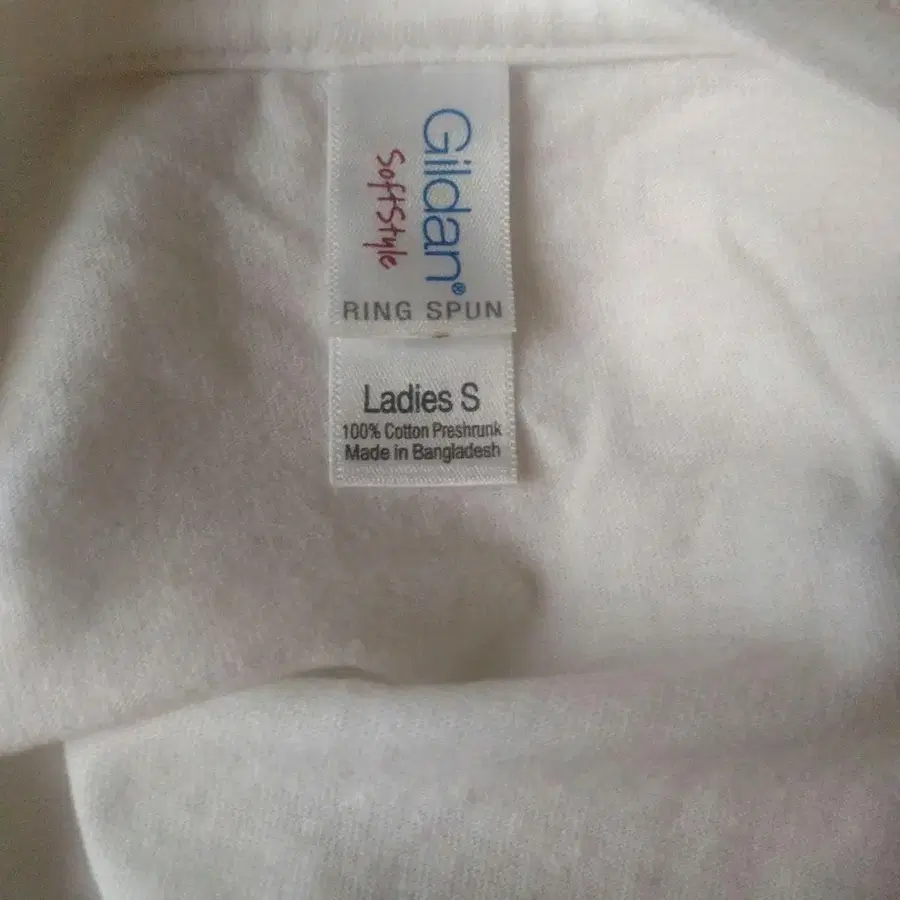 Gildan®
SoftStyle
RING SPUN
Ladies S
100% Cotton Preshrunk
Made in Bangladesh